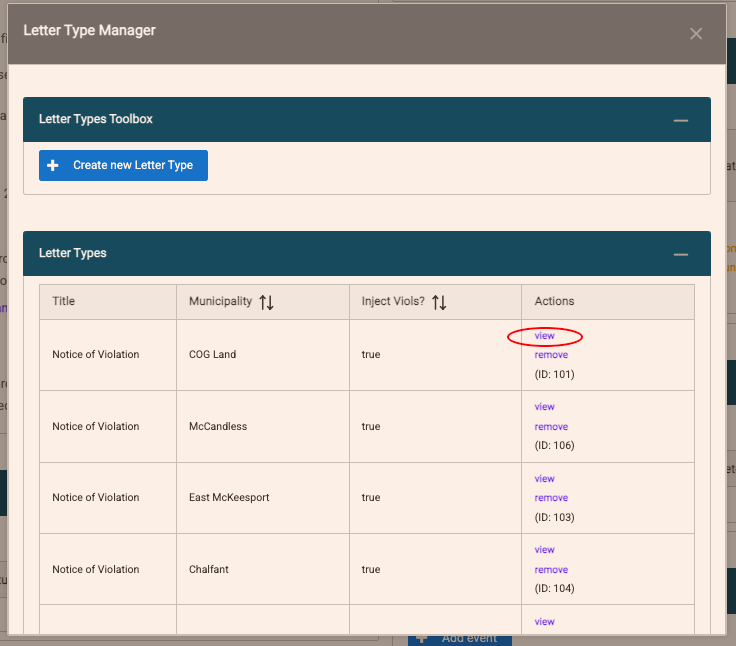 Letter Type Manager
Letter Types Toolbox
Create new Letter Type
Letter Types
Title Municipality Inject Viols? Actions
Notice of Violation COG Land true view
remove
(ID: 101)
Notice of Violation McCandless true view
remove
(ID: 106)
Notice of Violation East McKeesport true view
remove
(ID: 103)
Notice of Violation Chalfant true view
remove
(ID: 104)
view
Add event